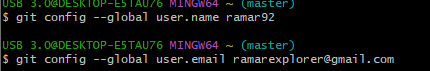 USB 3.0@DESKTOP-E5TAU76 MINGW64 ~ (master)
$ git config --global user.name ramar92
USB 3.0@DESKTOP-E5TAU76 MINGW64 ~ (master)
$ git config --global user.email ramarexplorer@gmail.com